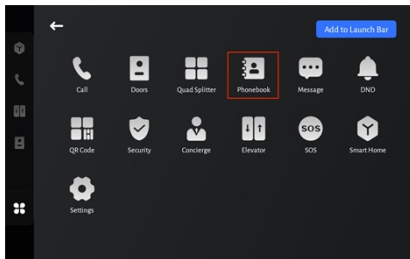 Add to Launch Bar
Call Doors Quad Splitter Phonebook Message DND
SOS
QR Code Security Concierge Elevator SOS Smart Home
Settings